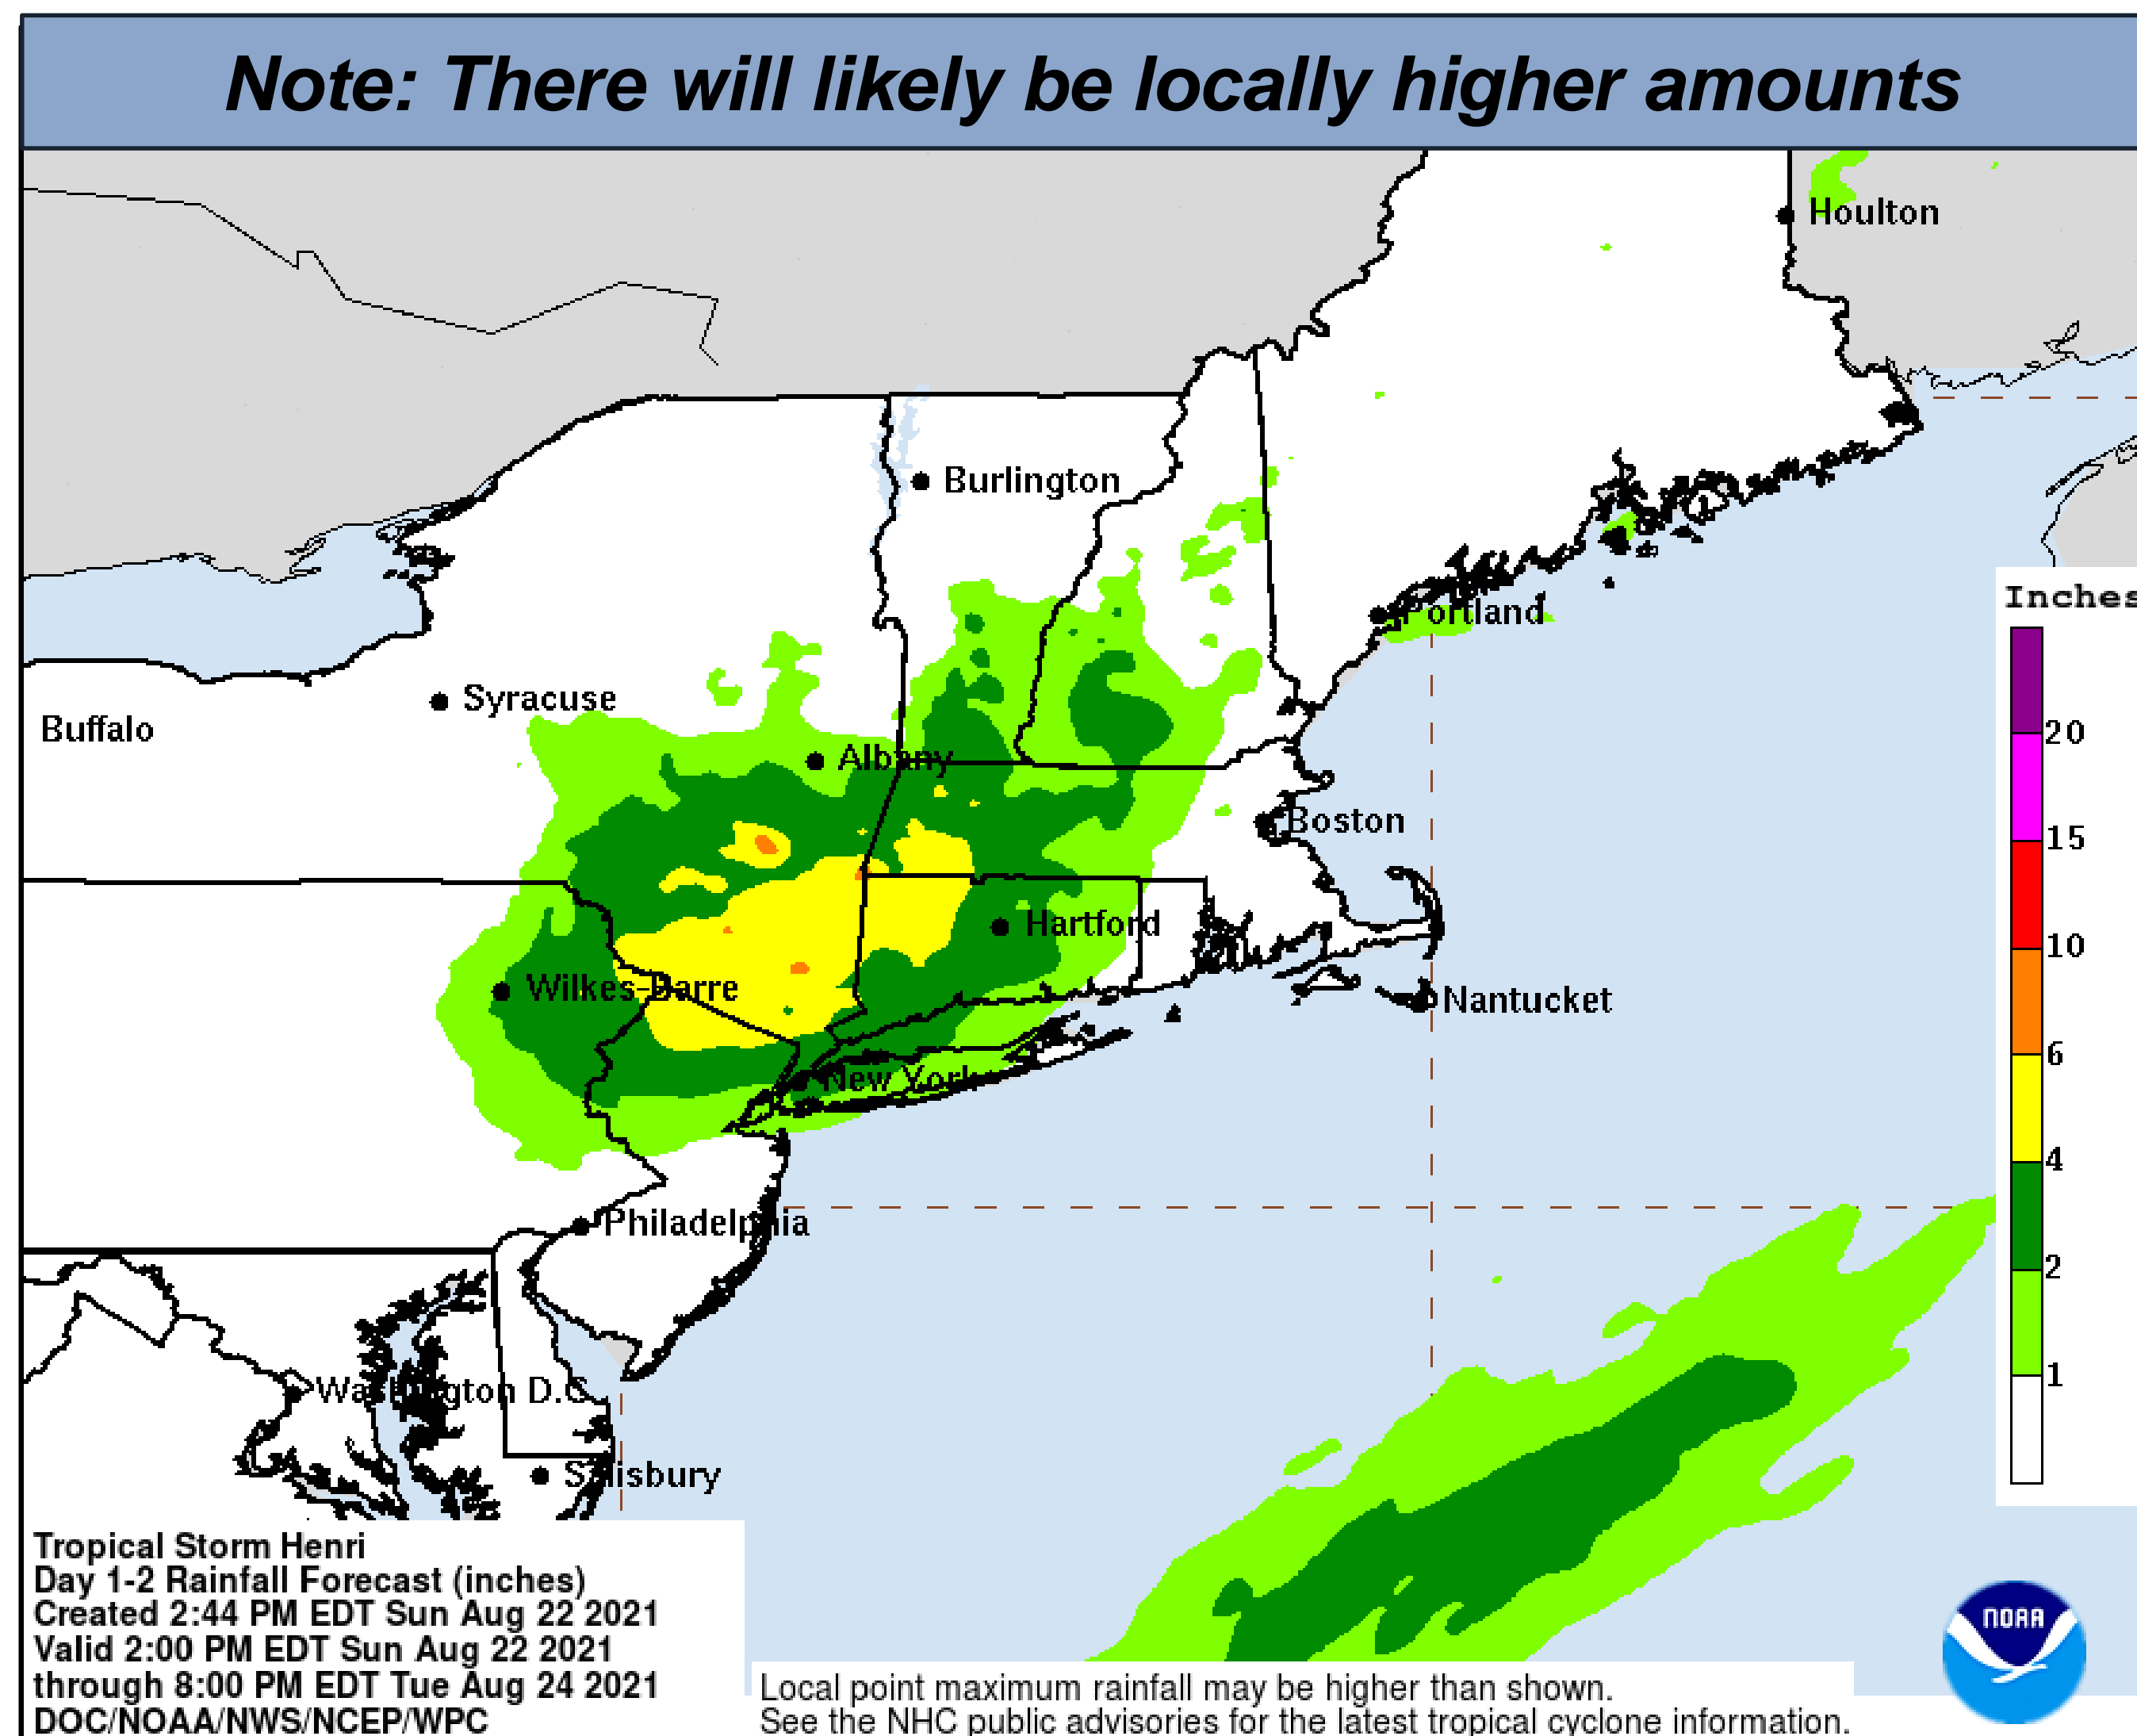 Note: There will likely be locally higher amounts
Houlton
Burlington
Portland
Inches
Syracuse
Buffalo
Albany
20
Boston
15
Hartford
10
Wilkes-Barre
Nantucket
6
New York
4
Philadelphia
2
1
Washington D.C.
Salisbury
Tropical Storm Henri
Day 1-2 Rainfall Forecast (inches)
Created 2:44 PM EDT Sun Aug 22 2021
Valid 2:00 PM EDT Sun Aug 22 2021
through 8:00 PM EDT Tue Aug 24 2021
DOC/NOAA/NWS/NCEP/WPC
Local point maximum rainfall may be higher than shown.
See the NHC public advisories for the latest tropical cyclone information.
NOAA